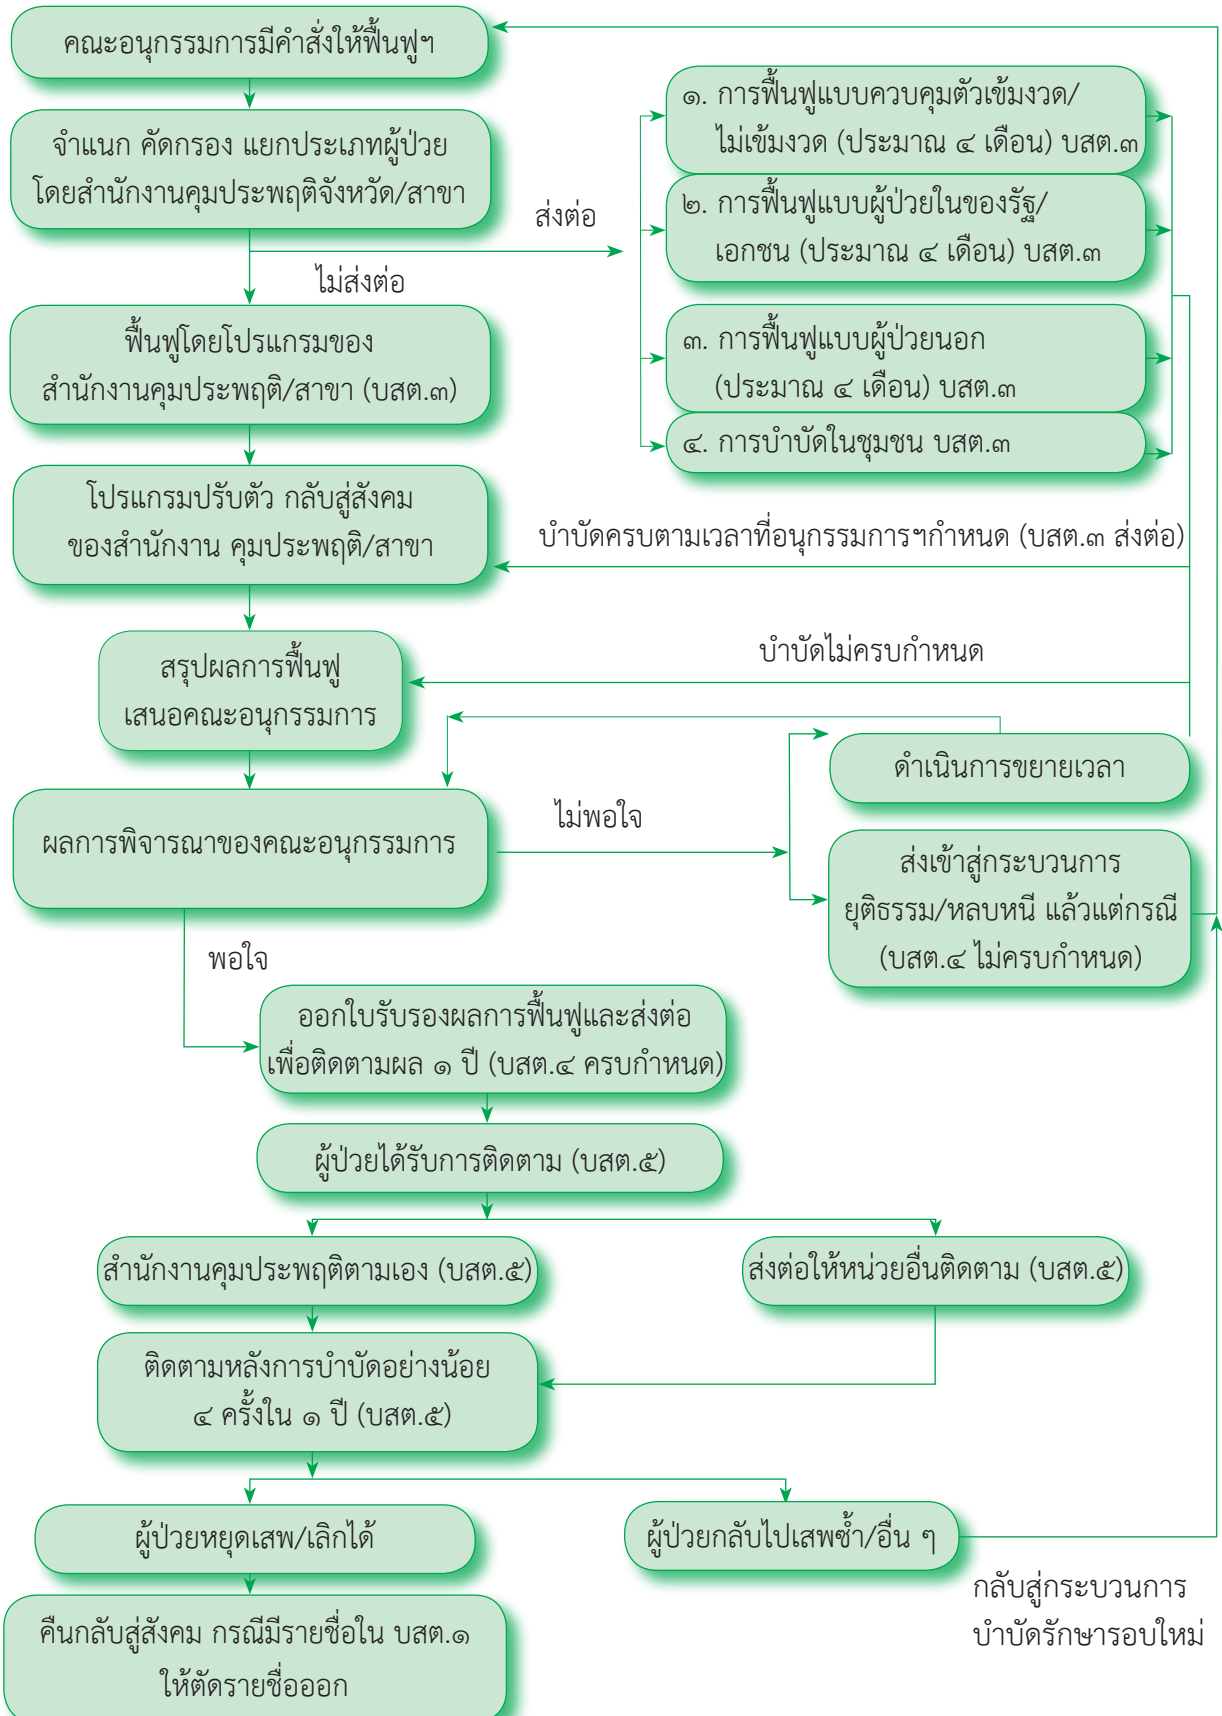 คณะอนุกรรมการมีคำสั่งให้ฟื้นฟูฯ
จำแนก คัดกรอง แยกประเภทผู้ป่วย
โดยสำนักงานคุมประพฤติจังหวัด/สาขา
ส่งต่อ
ไม่ส่งต่อ
๑. การฟื้นฟูแบบควบคุมตัวเข้มงวด/
ไม่เข้มงวด (ประมาณ ๔ เดือน) บสต.๓
๒. การฟื้นฟูแบบผู้ป่วยในของรัฐ/
เอกชน (ประมาณ ๔ เดือน) บสต.๓
๓. การฟื้นฟูแบบผู้ป่วยนอก
(ประมาณ ๔ เดือน) บสต.๓
๔. การบำบัดในชุมชน บสต.๓
ฟื้นฟูโดยโปรแกรมของ
สำนักงานคุมประพฤติ/สาขา (บสต.๓)
โปรแกรมปรับตัว กลับสู่สังคม
ของสำนักงาน คุมประพฤติ/สาขา
บำบัดครบตามเวลาที่อนุกรรมการฯกำหนด (บสต.๓ ส่งต่อ)
สรุปผลการฟื้นฟู
เสนอคณะอนุกรรมการ
บำบัดไม่ครบกำหนด
ผลการพิจารณาของคณะอนุกรรมการ
ไม่พอใจ
ดำเนินการขยายเวลา
ส่งเข้าสู่กระบวนการ
ยุติธรรม/หลบหนี แล้วแต่กรณี
(บสต.๔ ไม่ครบกำหนด)
พอใจ
ออกใบรับรองผลการฟื้นฟูและส่งต่อ
เพื่อติดตามผล ๑ ปี (บสต.๔ ครบกำหนด)
ผู้ป่วยได้รับการติดตาม (บสต.๕)
สำนักงานคุมประพฤติตามเอง (บสต.๕)
ส่งต่อให้หน่วยอื่นติดตาม (บสต.๕)
ติดตามหลังการบำบัดอย่างน้อย
๔ ครั้งใน ๑ ปี (บสต.๕)
ผู้ป่วยหยุดเสพ/เลิกได้
ผู้ป่วยกลับไปเสพซ้ำ/อื่น ๆ
กลับสู่กระบวนการ
บำบัดรักษารอบใหม่
คืนกลับสู่สังคม กรณีมีรายชื่อใน บสต.๑
ให้ตัดรายชื่อออก